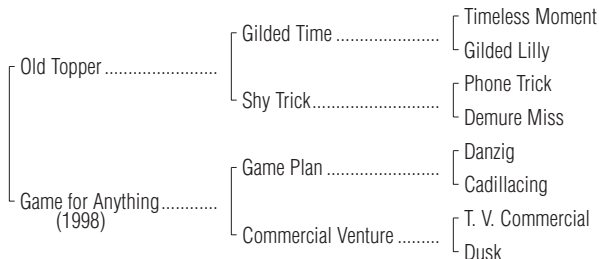 Timeless Moment
Gilded Time ......................
Gilded Lilly
Old Topper ........................
Phone Trick
Shy Trick...........................
Demure Miss
Danzig
Game Plan .......................
Cadillacing
Game for Anything............
(1998)
T. V. Commercial
Commercial Venture .........
Dusk